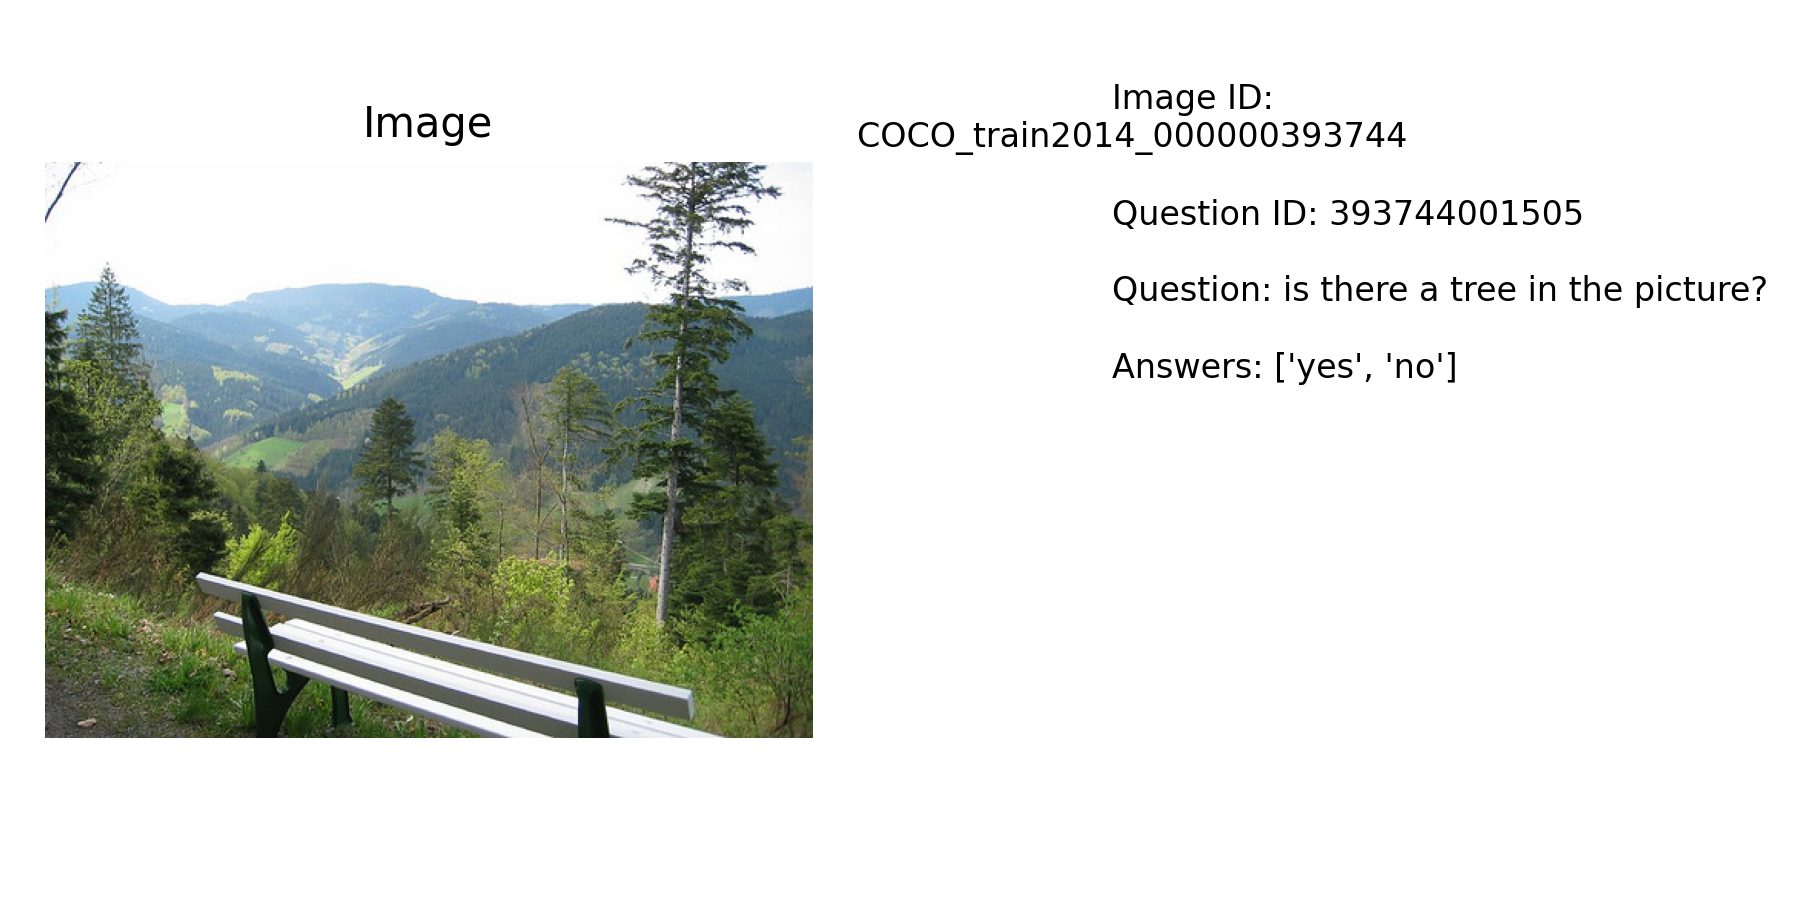 Image
Image ID:
COCO_train2014_000000393744
Question ID: 393744001505
Question: is there a tree in the picture?
Answers: ['yes', 'no']